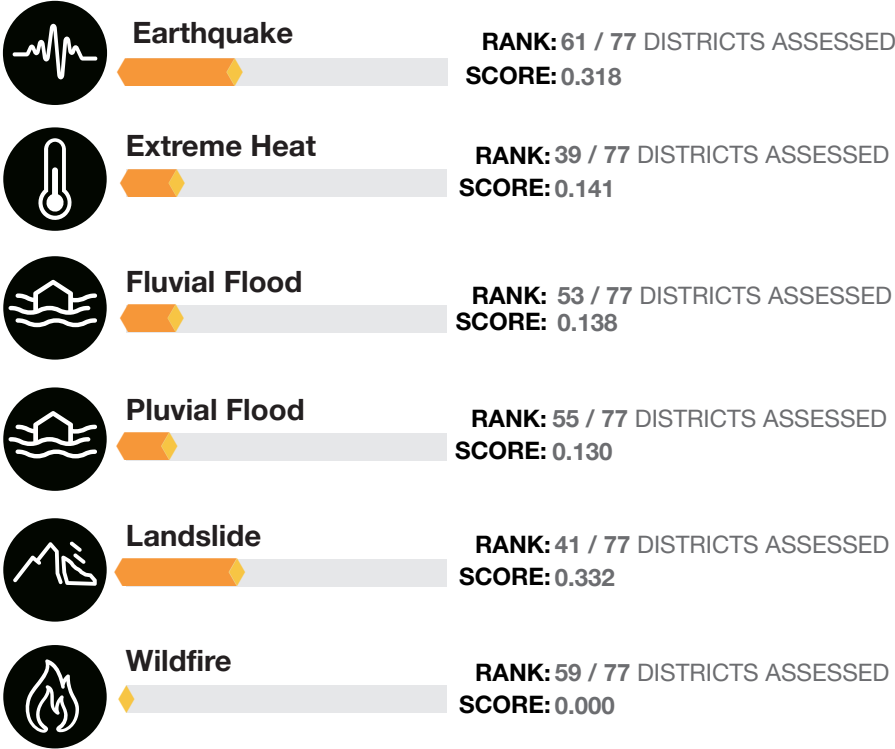 Earthquake
RANK: 61 / 77 DISTRICTS ASSESSED
SCORE: 0.318
Extreme Heat
RANK: 39 / 77 DISTRICTS ASSESSED
SCORE: 0.141
Fluvial Flood
RANK: 53 / 77 DISTRICTS ASSESSED
SCORE: 0.138
Pluvial Flood
RANK: 55 / 77 DISTRICTS ASSESSED
SCORE: 0.130
Landslide
RANK: 41 / 77 DISTRICTS ASSESSED
SCORE: 0.332
Wildfire
RANK: 59 / 77 DISTRICTS ASSESSED
SCORE: 0.000